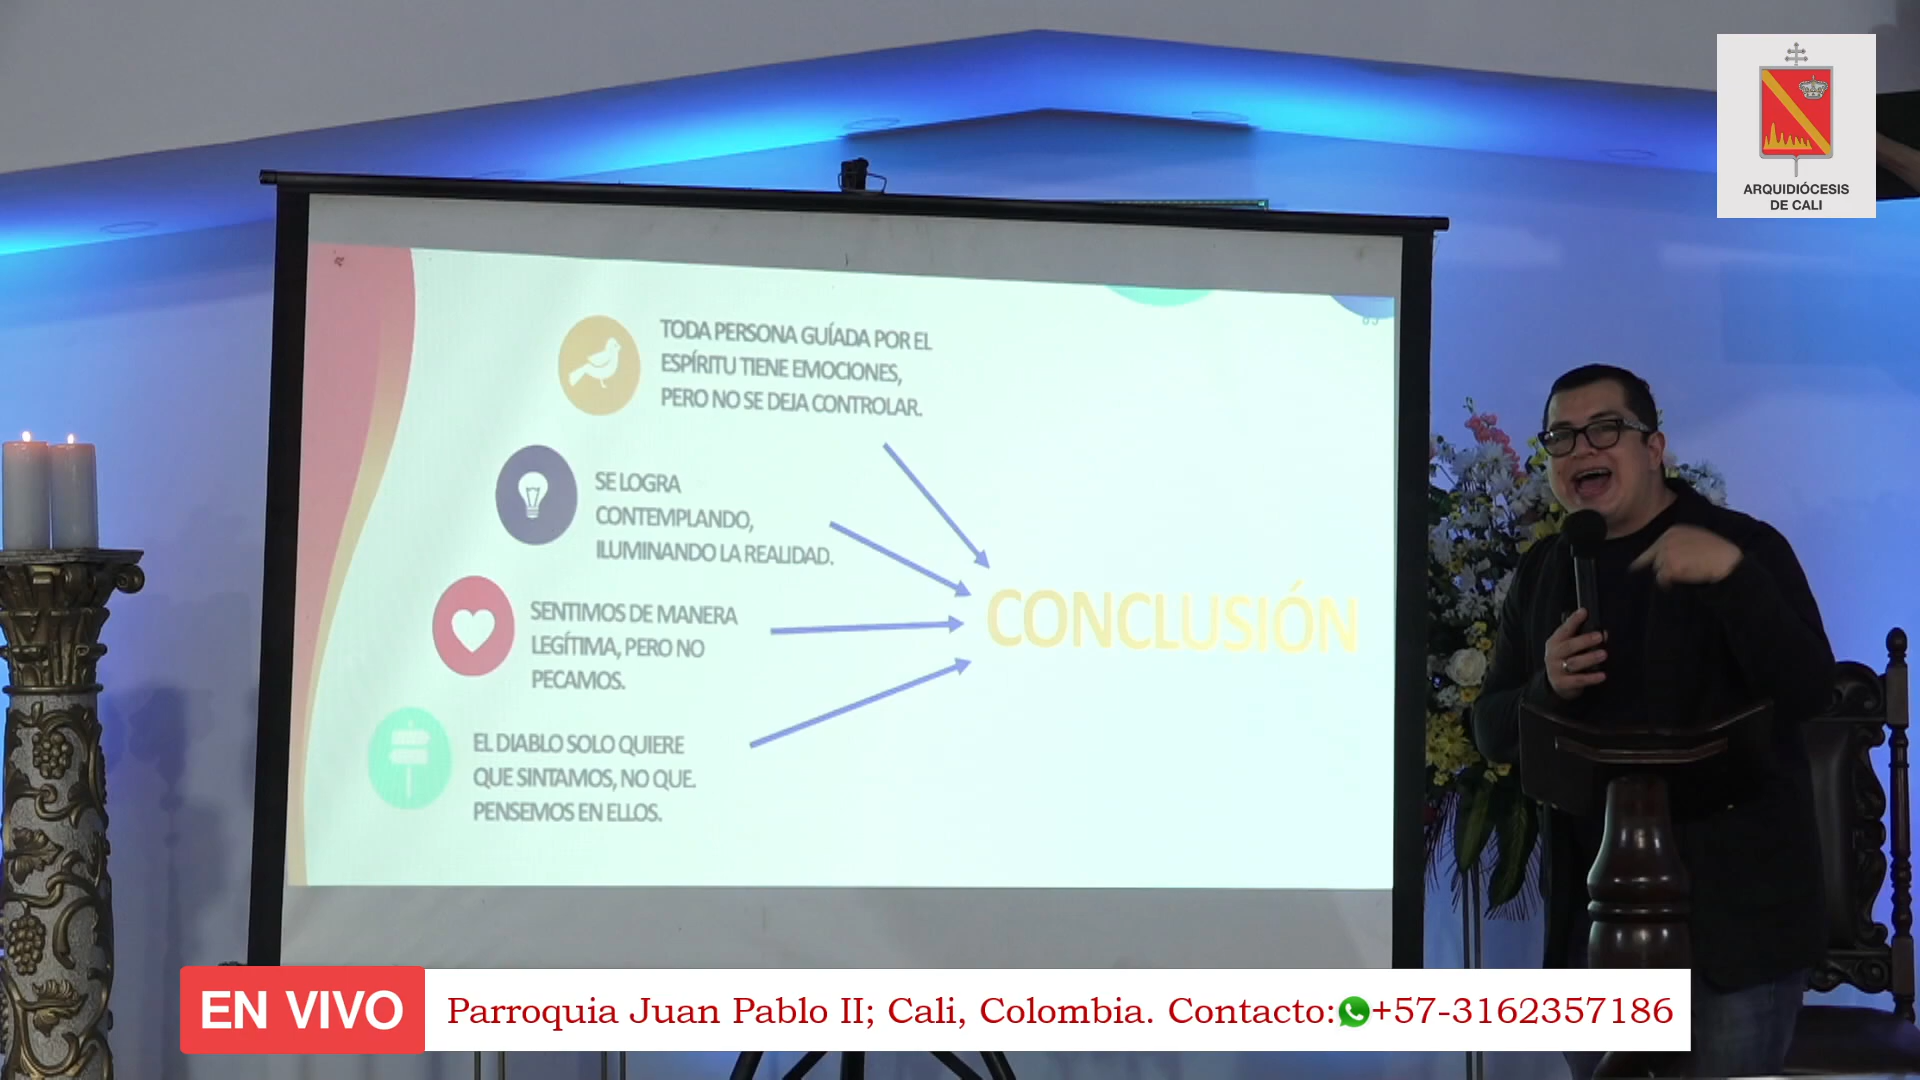 ARQUIDIÓCESIS
DE CALI
TODA PERSONA GUÍADA POR EL
ESPÍRITU TIENE EMOCIONES,
PERO NO SE DEJA CONTROLAR.
SE LOGRA
CONTEMPLANDO,
ILUMINANDO LA REALIDAD.
SENTIMOS DE MANERA
LEGÍTIMA, PERO NO
PECAMOS.
EL DIABLO SOLO QUIERE
QUE SINTAMOS, NO QUE.
PENSEMOS EN ELLOS.
CONCLUSIÓN
EN VIVO
Parroquia Juan Pablo II; Cali, Colombia. Contacto:+57-3162357186